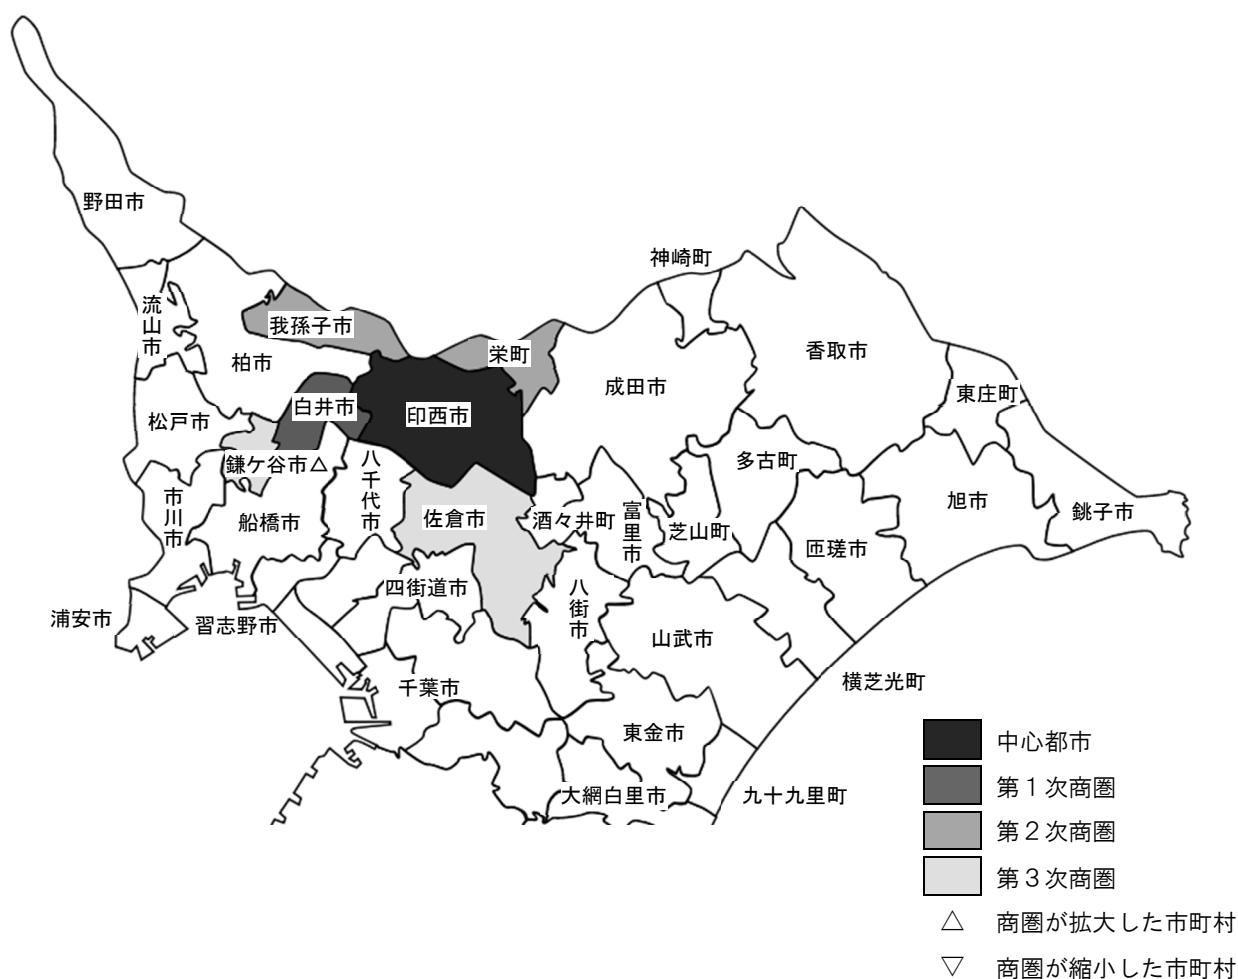 野田市
神崎町
流山市
我孫子市
栄町
香取市
柏市
成田市
東庄町
白井市
印西市
松戸市
鎌ケ谷市△
八千代市
多古町
市川市
船橋市
佐倉市
酒々井町
富里市
芝山町
旭市
銚子市
匝瑳市
四街道市
八街市
浦安市
習志野市
山武市
千葉市
横芝光町
東金市
大網白里市
九十九里町
中心都市
第1次商圏
第2次商圏
第3次商圏
△ 商圏が拡大した市町村
▽ 商圏が縮小した市町村